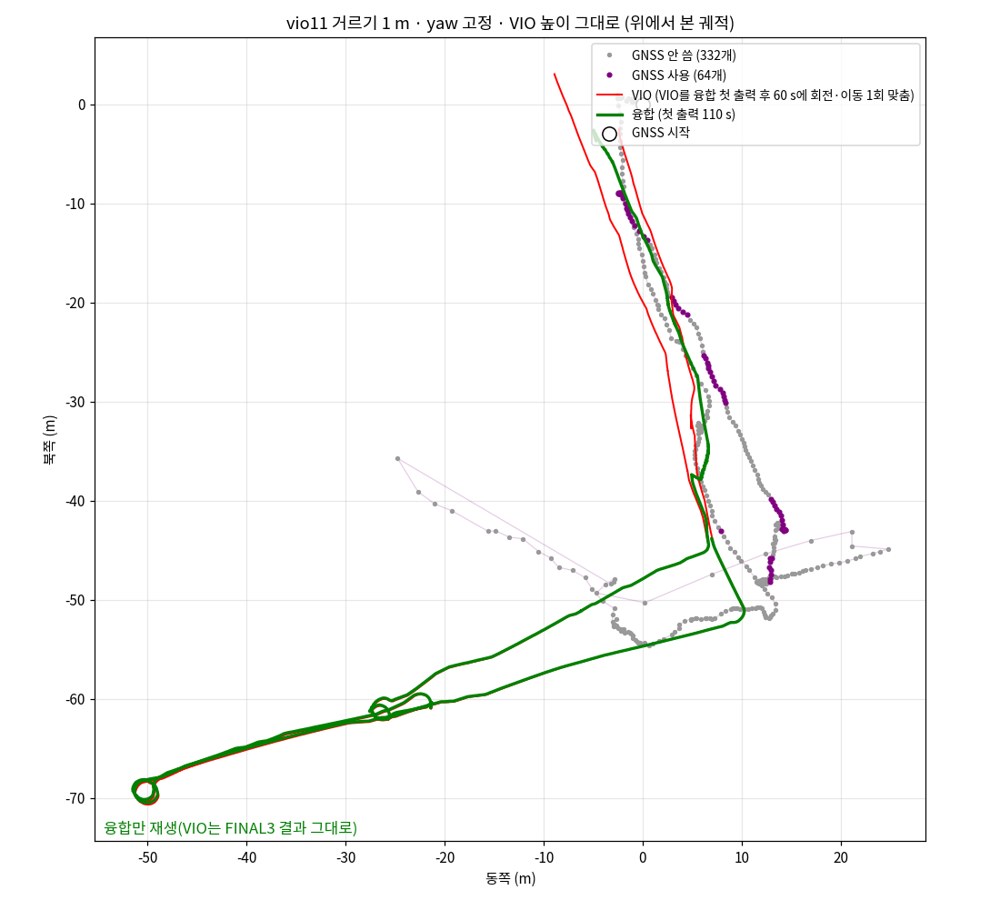 vio11 거르기 1 m · yaw 고정 · VIO 높이 그대로 (위에서 본 궤적)
GNSS 안 씀 (332개)
GNSS 사용 (64개)
VIO (VIO를 융합 첫 출력 후 60 s에 회전·이동 1회 맞춤)
융합 (첫 출력 110 s)
GNSS 시작
북쪽 (m)
0
-10
-20
-30
-40
-50
-60
-70
융합만 재생(VIO는 FINAL3 결과 그대로)
-50
-40
-30
-20
-10
0
10
20
동쪽 (m)